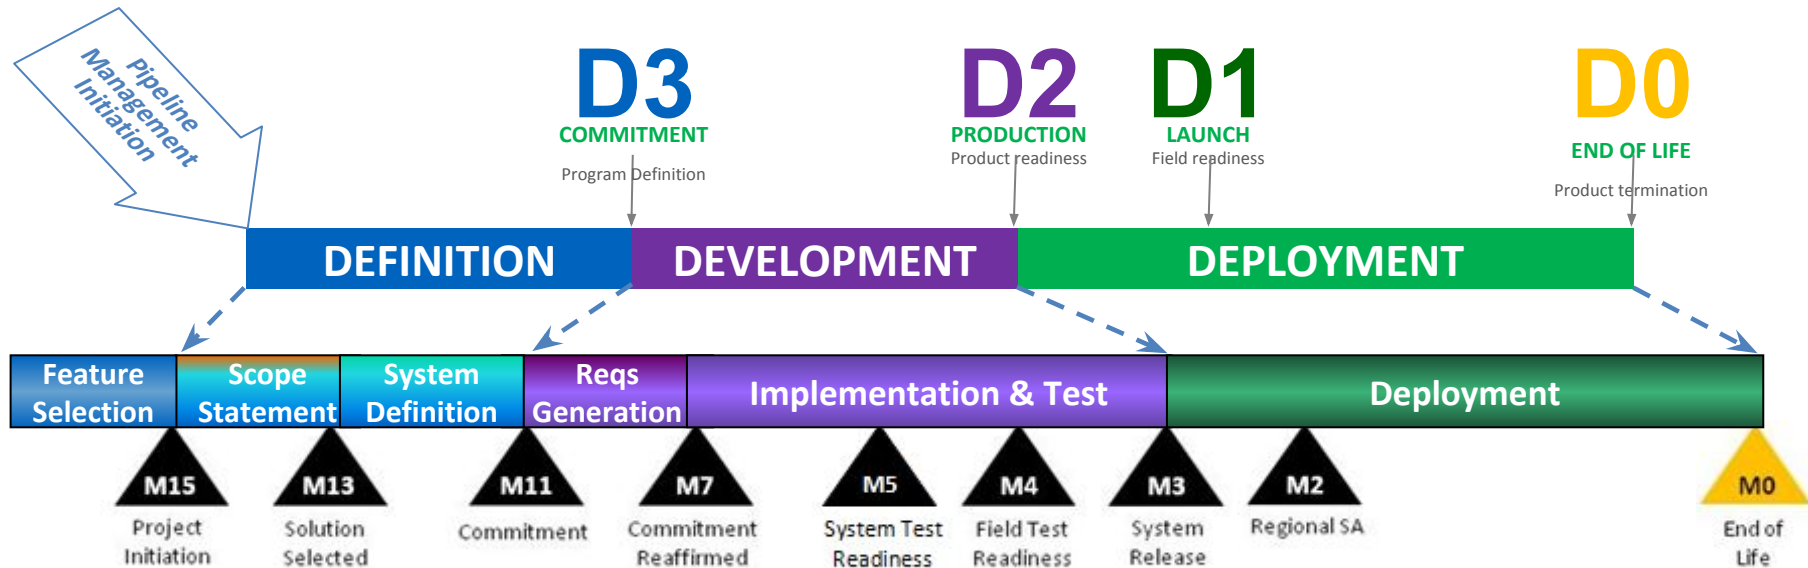 Pipeline
Management
Initiation
D3
COMMITMENT
Program Definition
D2
PRODUCTION
Product readiness
D1
LAUNCH
Field readiness
D0
END OF LIFE
Product termination
DEFINITION
DEVELOPMENT
DEPLOYMENT
Feature
Selection
Scope
Statement
System
Definition
Reqs
Generation
Implementation & Test
Deployment
M15
Project
Initiation
M13
Solution
Selected
M11
Commitment
M7
Commitment
Reaffirmed
M5
System Test
Readiness
M4
Field Test
Readiness
M3
System
Release
M2
Regional SA
M0
End of
Life